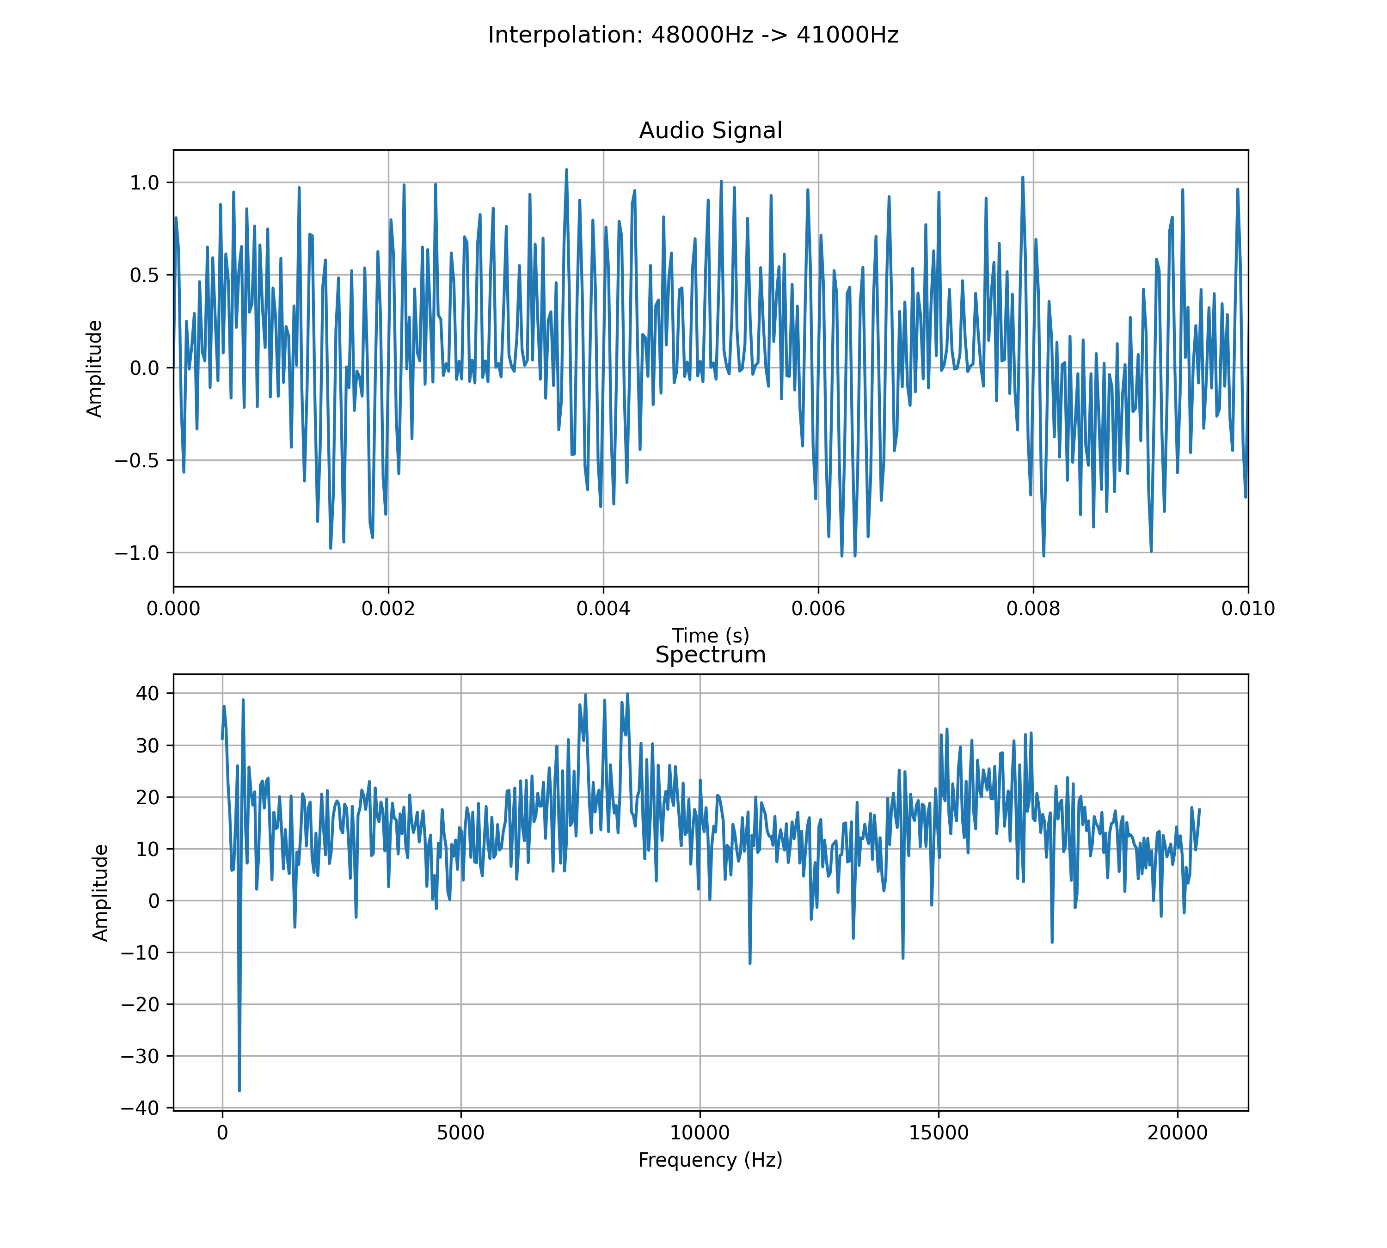 Interpolation: 48000Hz -> 41000Hz
Audio Signal
Amplitude
1.0
0.5
0.0
−0.5
−1.0
0.000 0.002 0.004 0.006 0.008 0.010
Time (s)
Spectrum
Amplitude
40
30
20
10
0
−10
−20
−30
−40
0 5000 10000 15000 20000
Frequency (Hz)